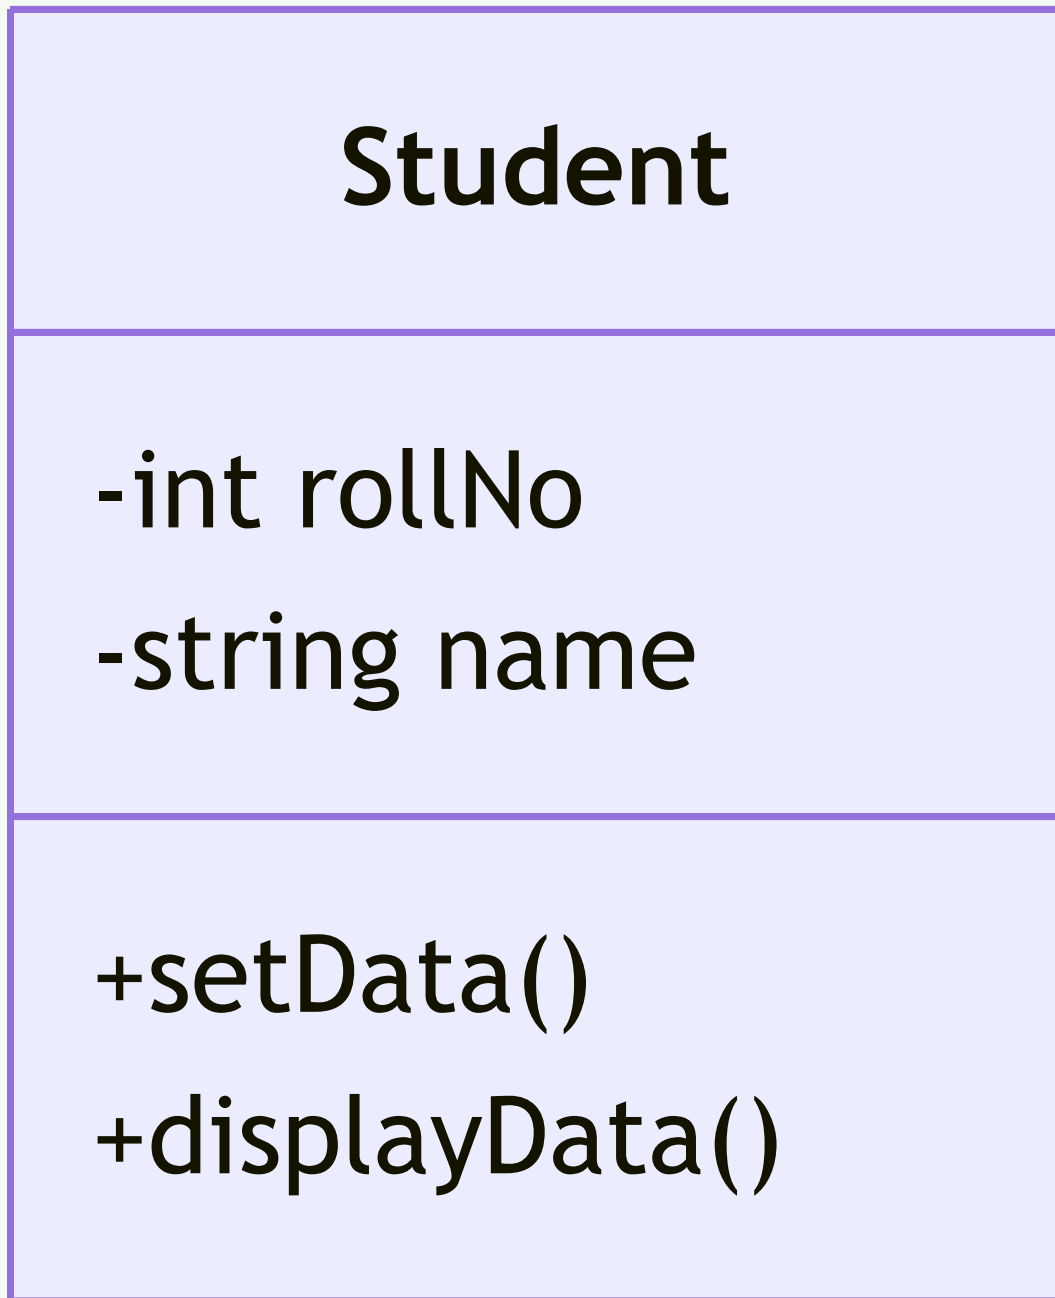 Student
-int rollNo
-string name
+setData()
+displayData()